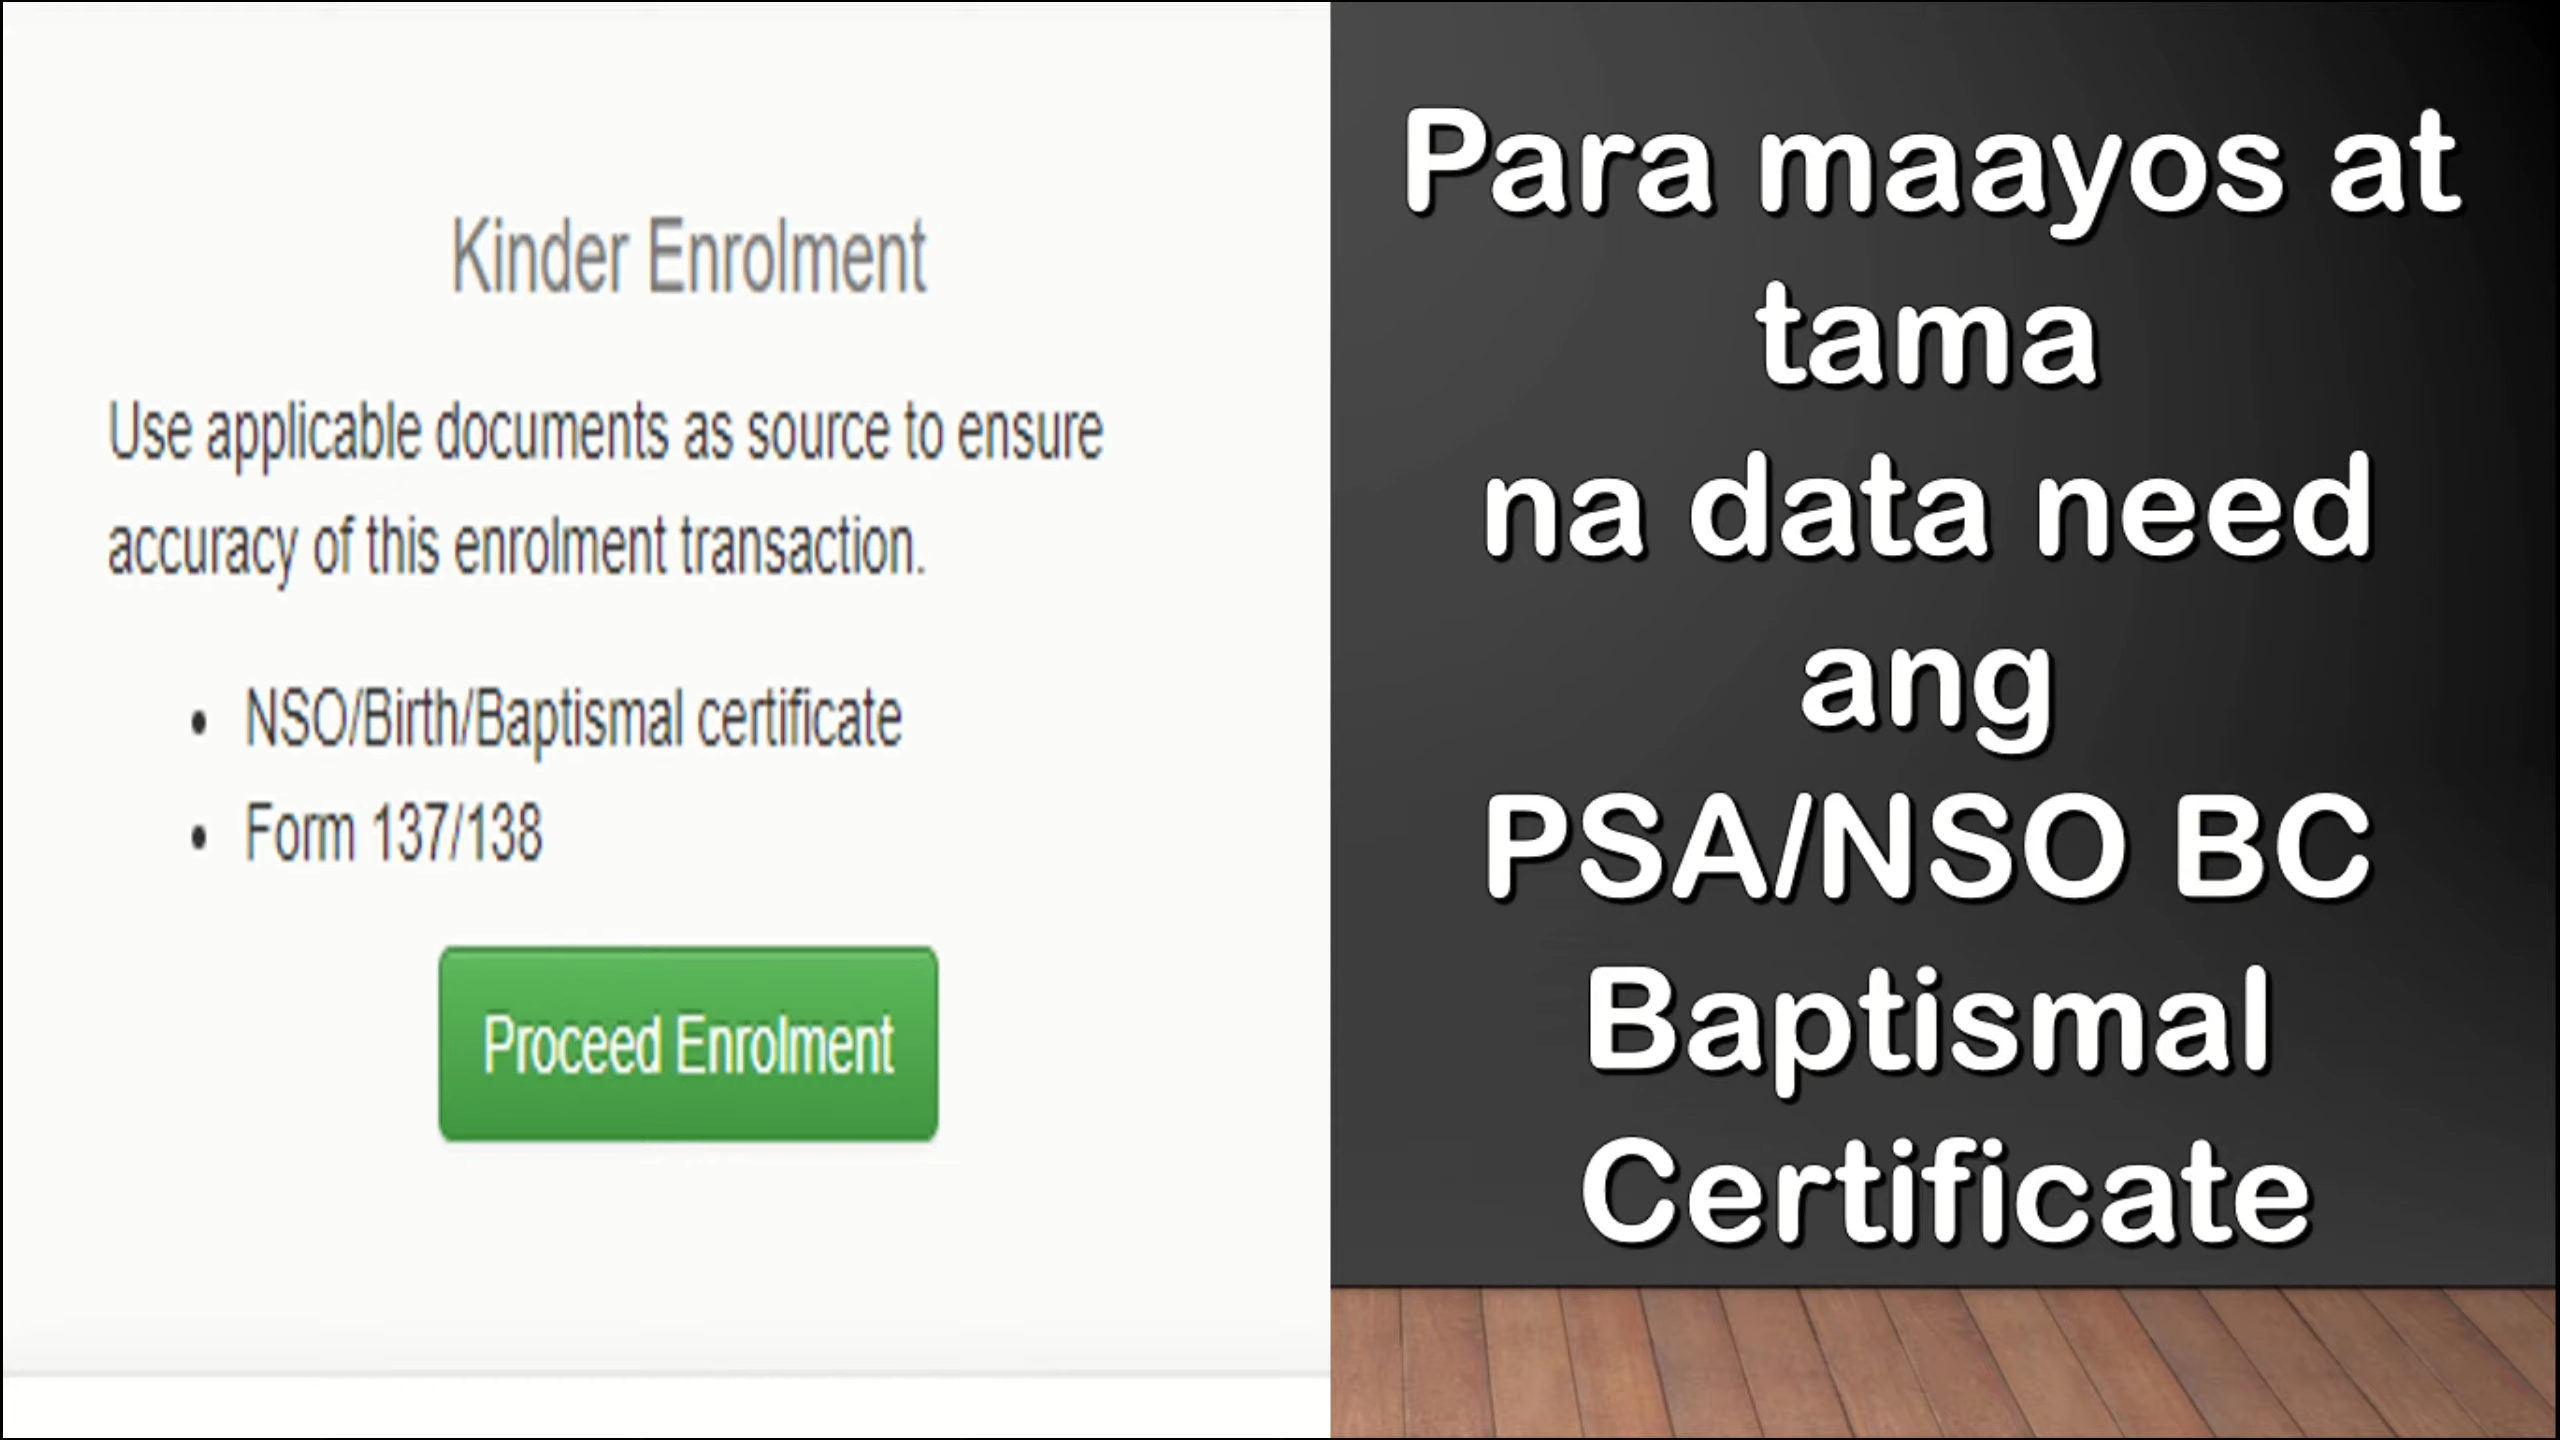 Kinder Enrolment
Use applicable documents as source to ensure
accuracy of this enrolment transaction.
• NSO/Birth/Baptismal certificate
• Form 137/138
Proceed Enrolment
Para maayos at
tama
na data need
ang
PSA/NSO BC
Baptismal
Certificate